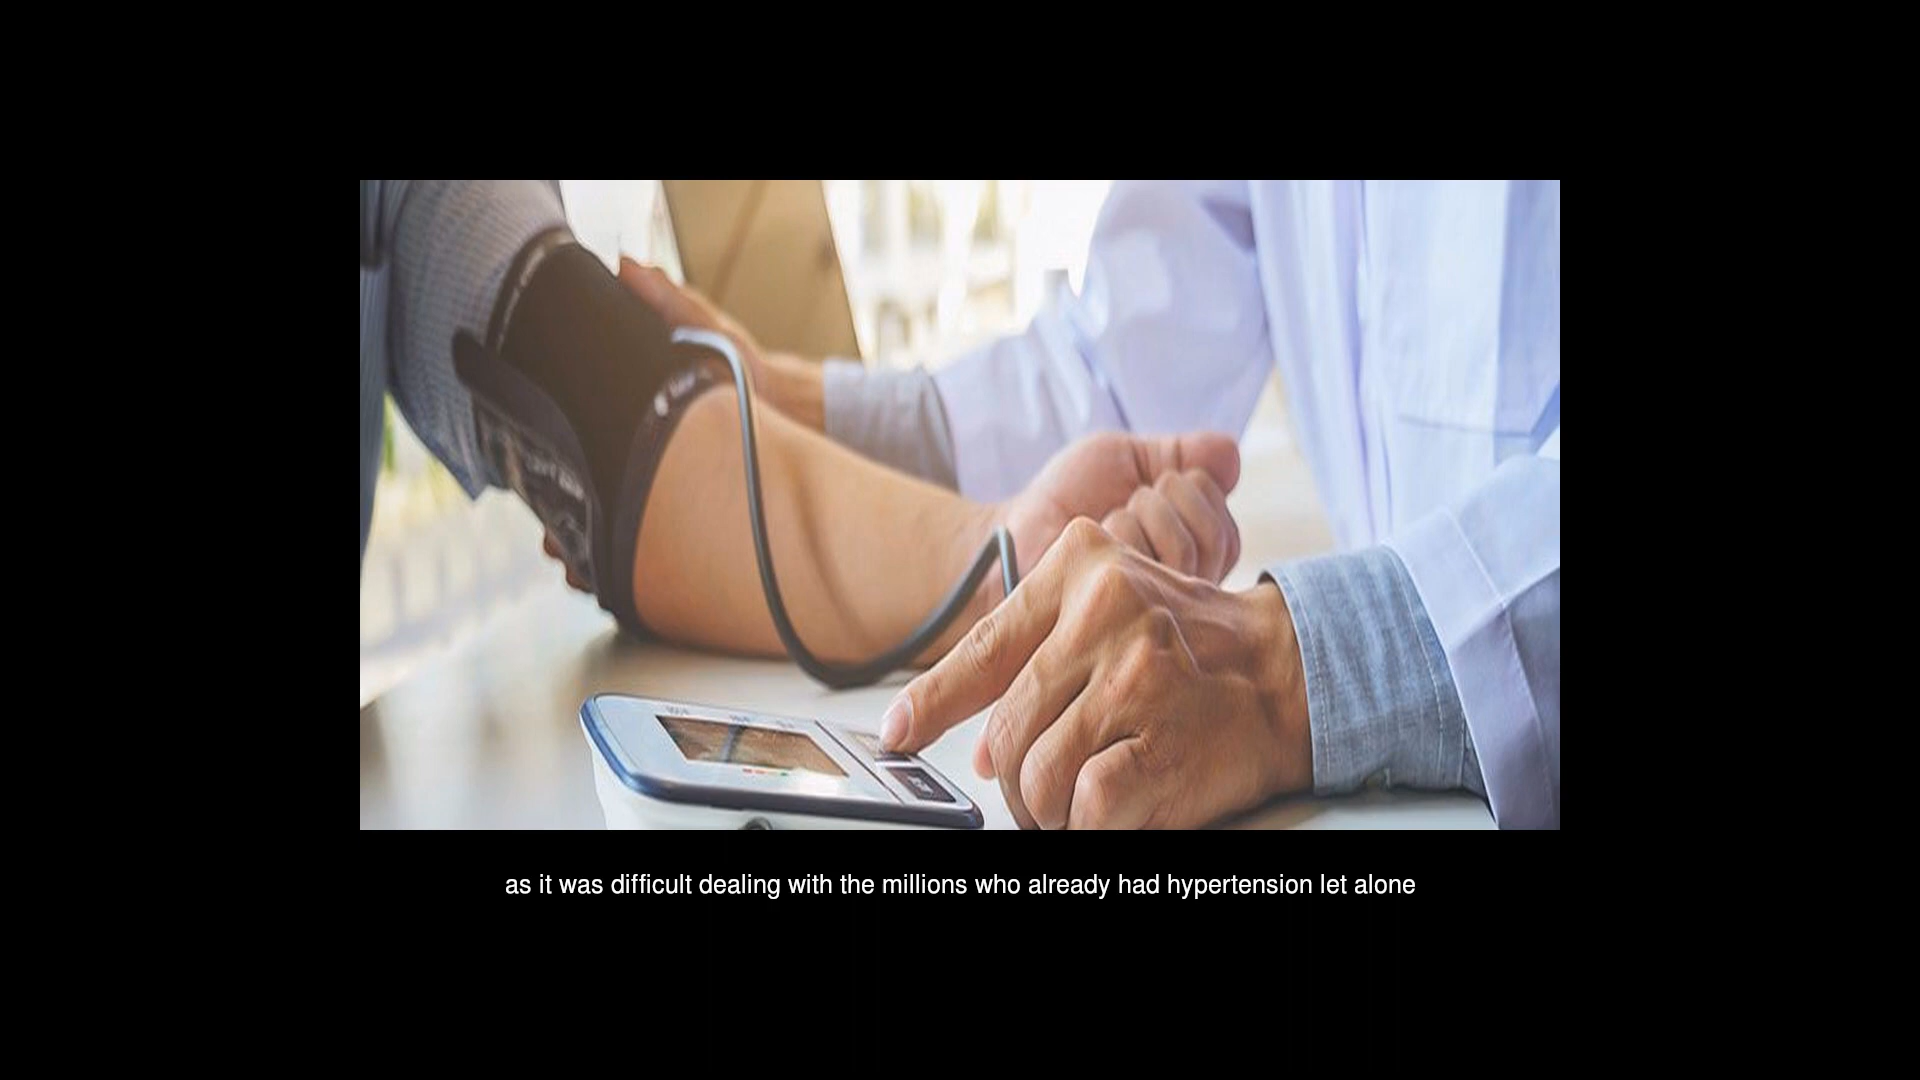 as it was difficult dealing with the millions who already had hypertension let alone